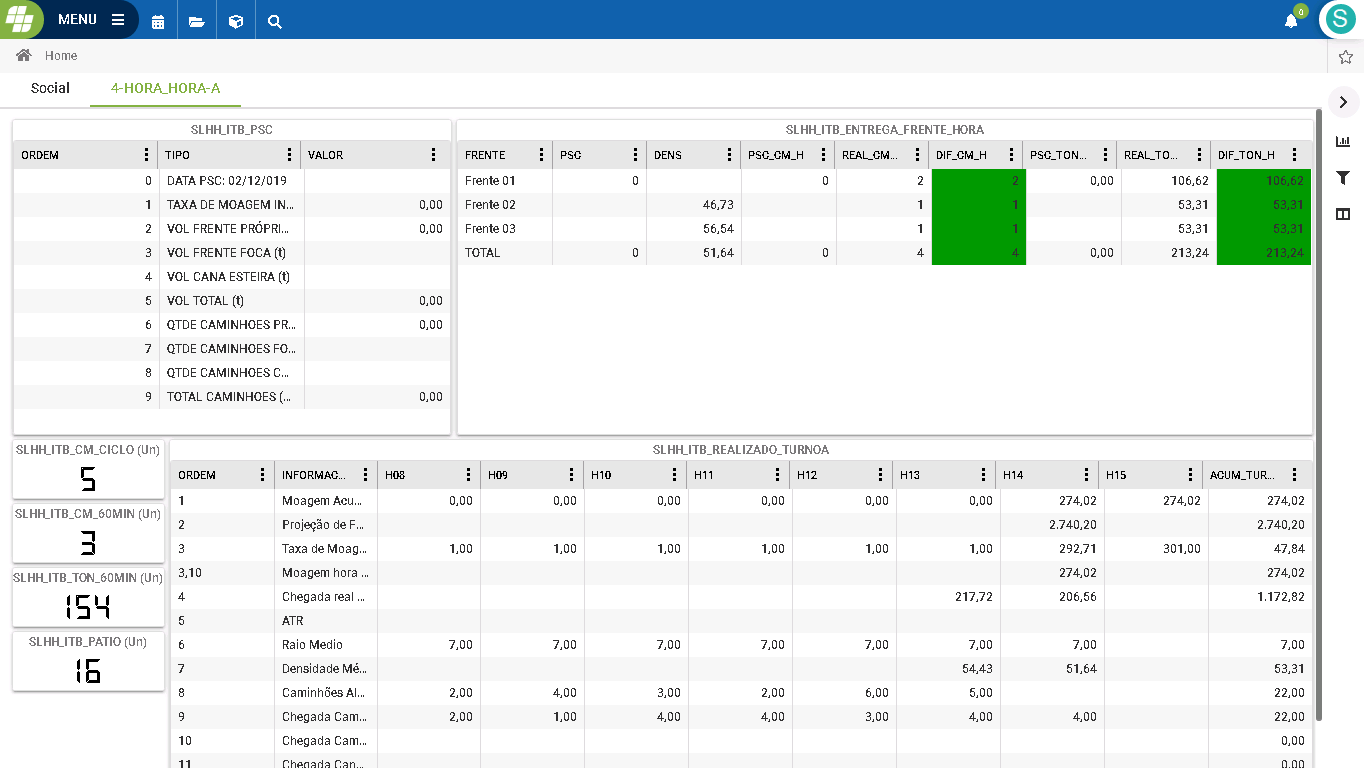 MENU
0
S
Home
Social 4-HORA_HORA-A
SLHH_ITB_PSC
ORDEM TIPO VALOR
0 DATA PSC: 02/12/019
1 TAXA DE MOAGEM IN... 0,00
2 VOL FRENTE PRÓPRI... 0,00
3 VOL FRENTE FOCA (t)
4 VOL CANA ESTEIRA (t)
5 VOL TOTAL (t) 0,00
6 QTDE CAMINHOES PR... 0,00
7 QTDE CAMINHOES FO...
8 QTDE CAMINHOES C...
9 TOTAL CAMINHOES (... 0,00
SLHH_ITB_ENTREGA_FRENTE_HORA
FRENTE PSC DENS PSC_CM_H REAL_CM... DIF_CM_H PSC_TON... REAL_TO... DIF_TON_H
Frente 01 0 0 2 2 0,00 106,62 106,62
Frente 02 46,73 1 1 53,31 53,31
Frente 03 56,54 1 1 53,31 53,31
TOTAL 0 51,64 0 4 4 0,00 213,24 213,24
SLHH_ITB_CM_CICLO (Un)
5
SLHH_ITB_CM_60MIN (Un)
3
SLHH_ITB_TON_60MIN (Un)
154
SLHH_ITB_PATIO (Un)
16
SLHH_ITB_REALIZADO_TURNOA
ORDEM INFORMAC... H08 H09 H10 H11 H12 H13 H14 H15 ACUM_TUR...
1 Moagem Acu... 0,00 0,00 0,00 0,00 0,00 0,00 274,02 274,02 274,02
2 Projeção de F... 2.740,20 2.740,20
3 Taxa de Moag... 1,00 1,00 1,00 1,00 1,00 1,00 292,71 301,00 47,84
3,10 Moagem hora ... 274,02 274,02
4 Chegada real ... 217,72 206,56 1.172,82
5 ATR
6 Raio Medio 7,00 7,00 7,00 7,00 7,00 7,00 7,00 7,00
7 Densidade Mé... 54,43 51,64 53,31
8 Caminhões Al... 2,00 4,00 3,00 2,00 6,00 5,00 22,00
9 Chegada Cam... 2,00 1,00 4,00 4,00 3,00 4,00 4,00 22,00
10 Chegada Cam... 0,00
11 Chegada Can... 0,00